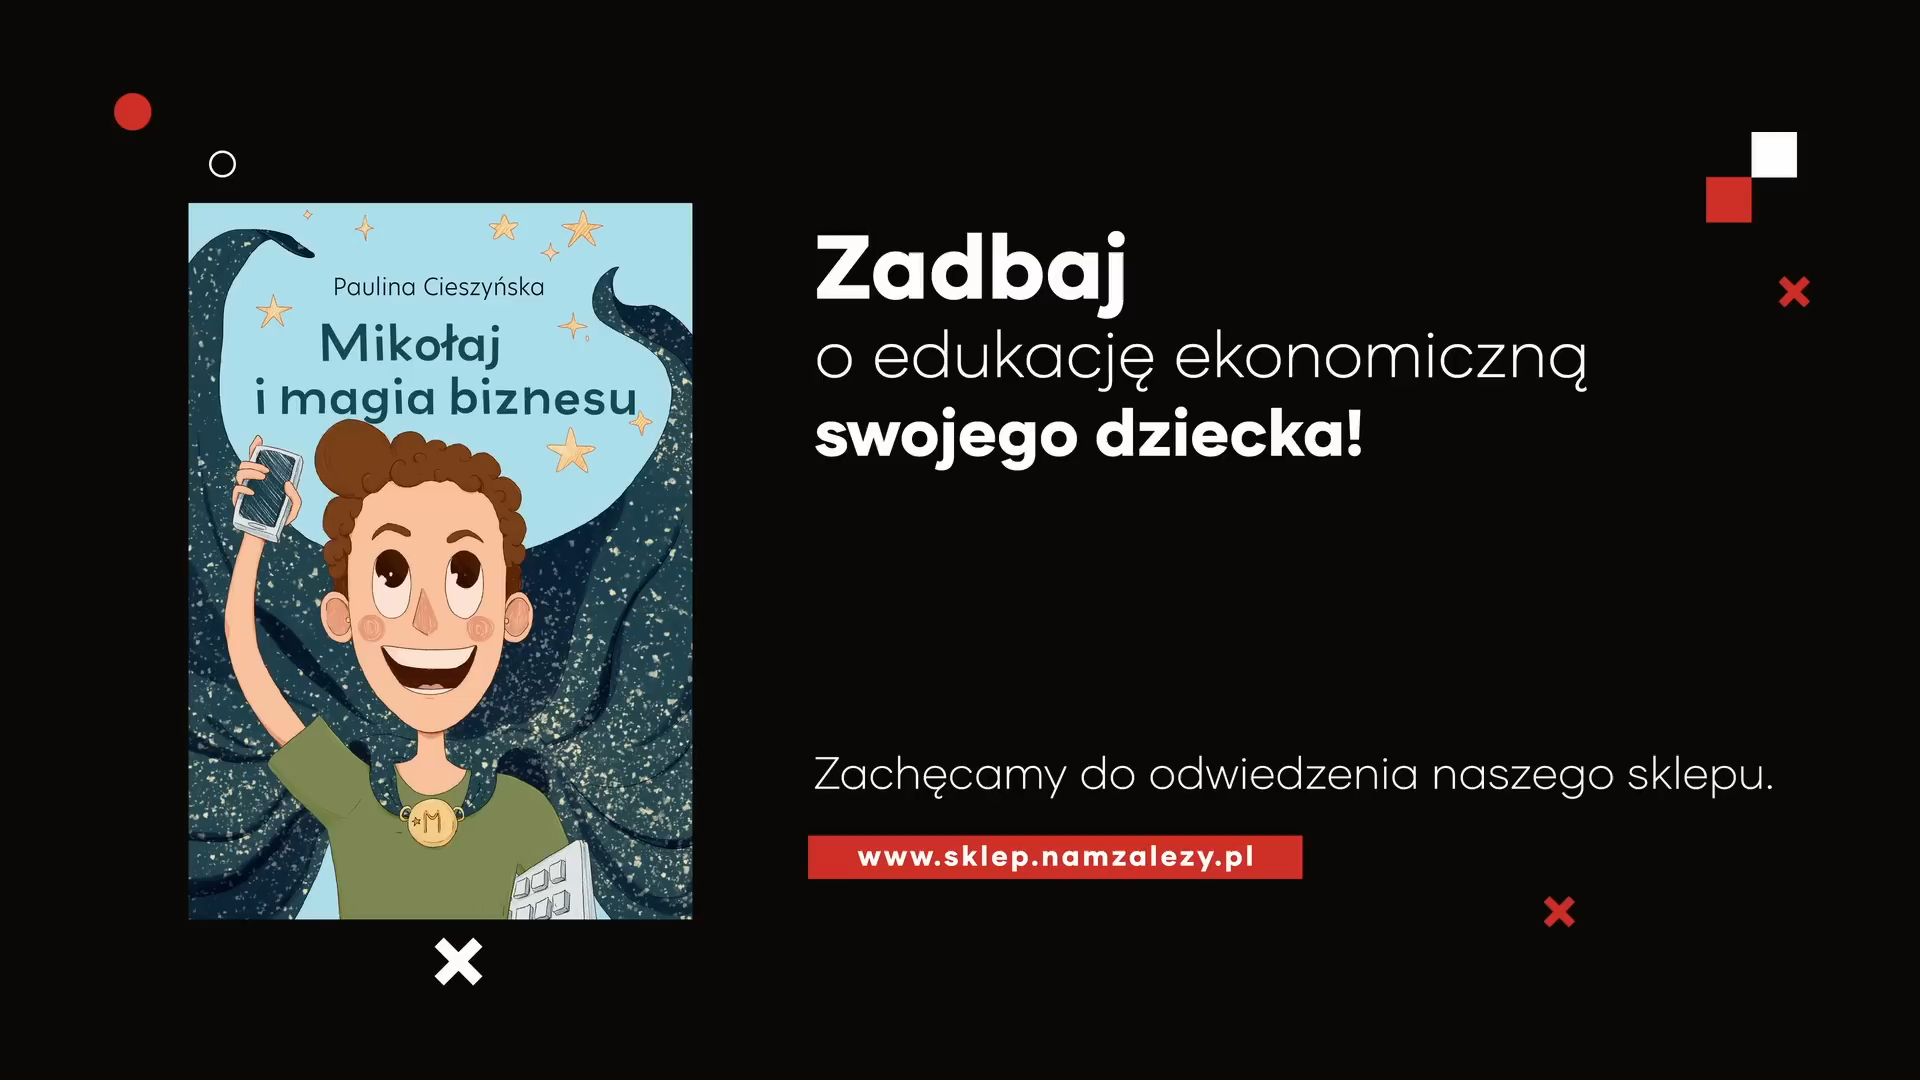 Paulina Cieszyńska
Mikołaj
i magia biznesu
M
Zadbaj
o edukację ekonomiczną
swojego dziecka!
Zachęcamy do odwiedzenia naszego sklepu.
www.sklep.namzalezy.pl